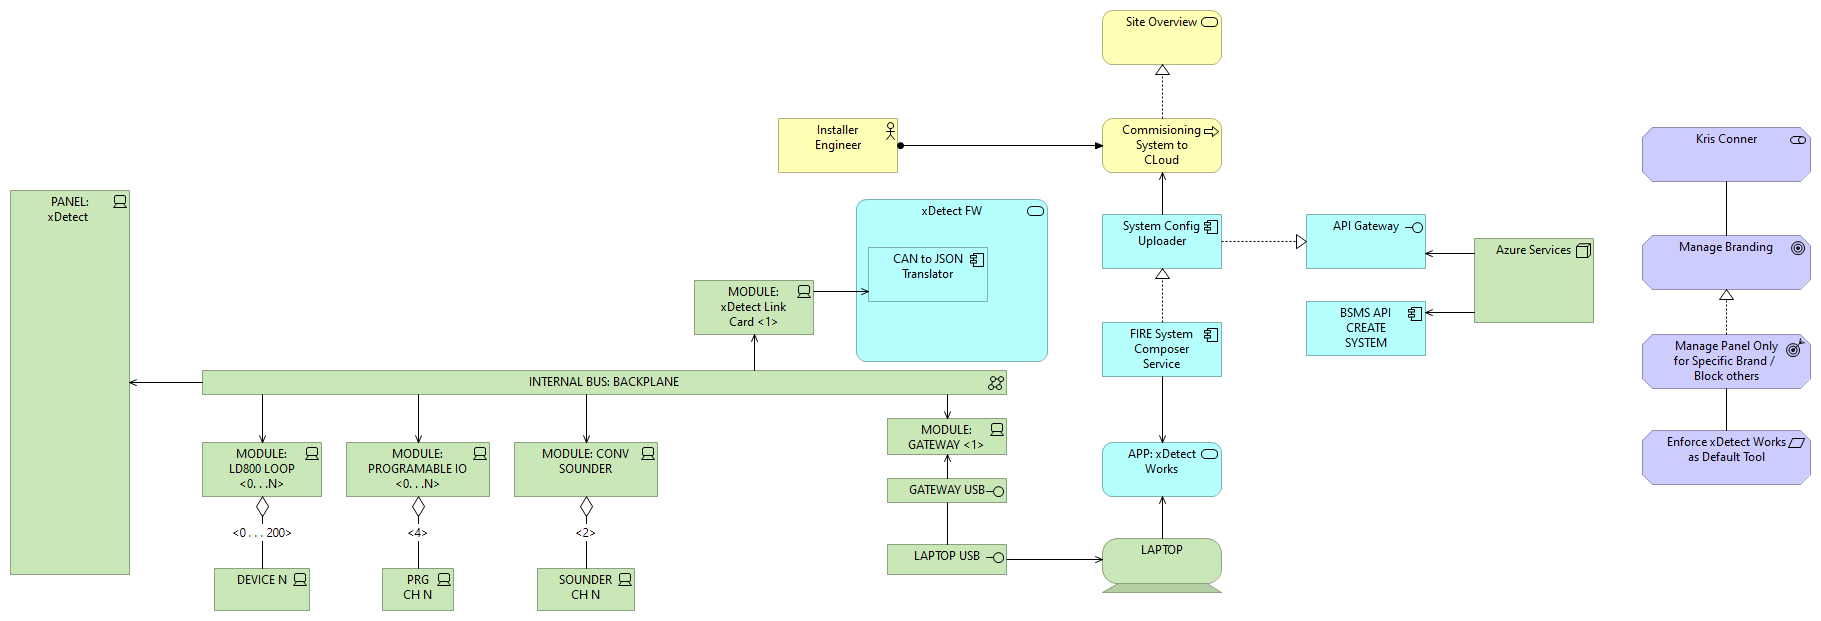 Site Overview
Installer
Engineer
Commisioning
System to
CLoud
Kris Conner
PANEL:
xDetect
xDetect FW
System Config
Uploader
API Gateway
Manage Branding
Azure Services
CAN to JSON
Translator
MODULE:
xDetect Link
Card <1>
BSMS API
CREATE
SYSTEM
FIRE System
Composer
Service
Manage Panel Only
for Specific Brand /
Block others
INTERNAL BUS: BACKPLANE
MODULE:
GATEWAY <1>
MODULE:
LD800 LOOP
<0. . .N>
MODULE:
PROGRAMABLE IO
<0. . .N>
MODULE: CONV
SOUNDER
APP: xDetect
Works
Enforce xDetect Works
as Default Tool
GATEWAY USB
<0 . . . 200>
<4>
<2>
LAPTOP USB
LAPTOP
DEVICE N
PRG
CH N
SOUNDER
CH N